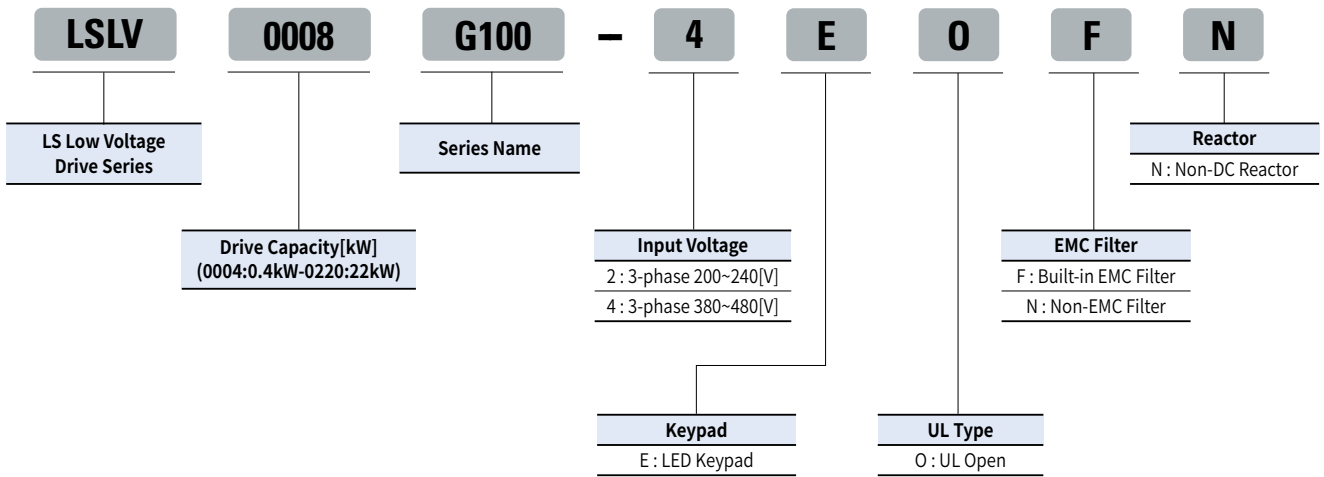 LSLV 0008 G100 – 4 E O F N
LS Low Voltage
Drive Series
Series Name
Reactor
N : Non-DC Reactor
Drive Capacity[kW]
(0004:0.4kW-0220:22kW)
Input Voltage
2 : 3-phase 200~240[V]
4 : 3-phase 380~480[V]
EMC Filter
F : Built-in EMC Filter
N : Non-EMC Filter
Keypad
E : LED Keypad
UL Type
O : UL Open